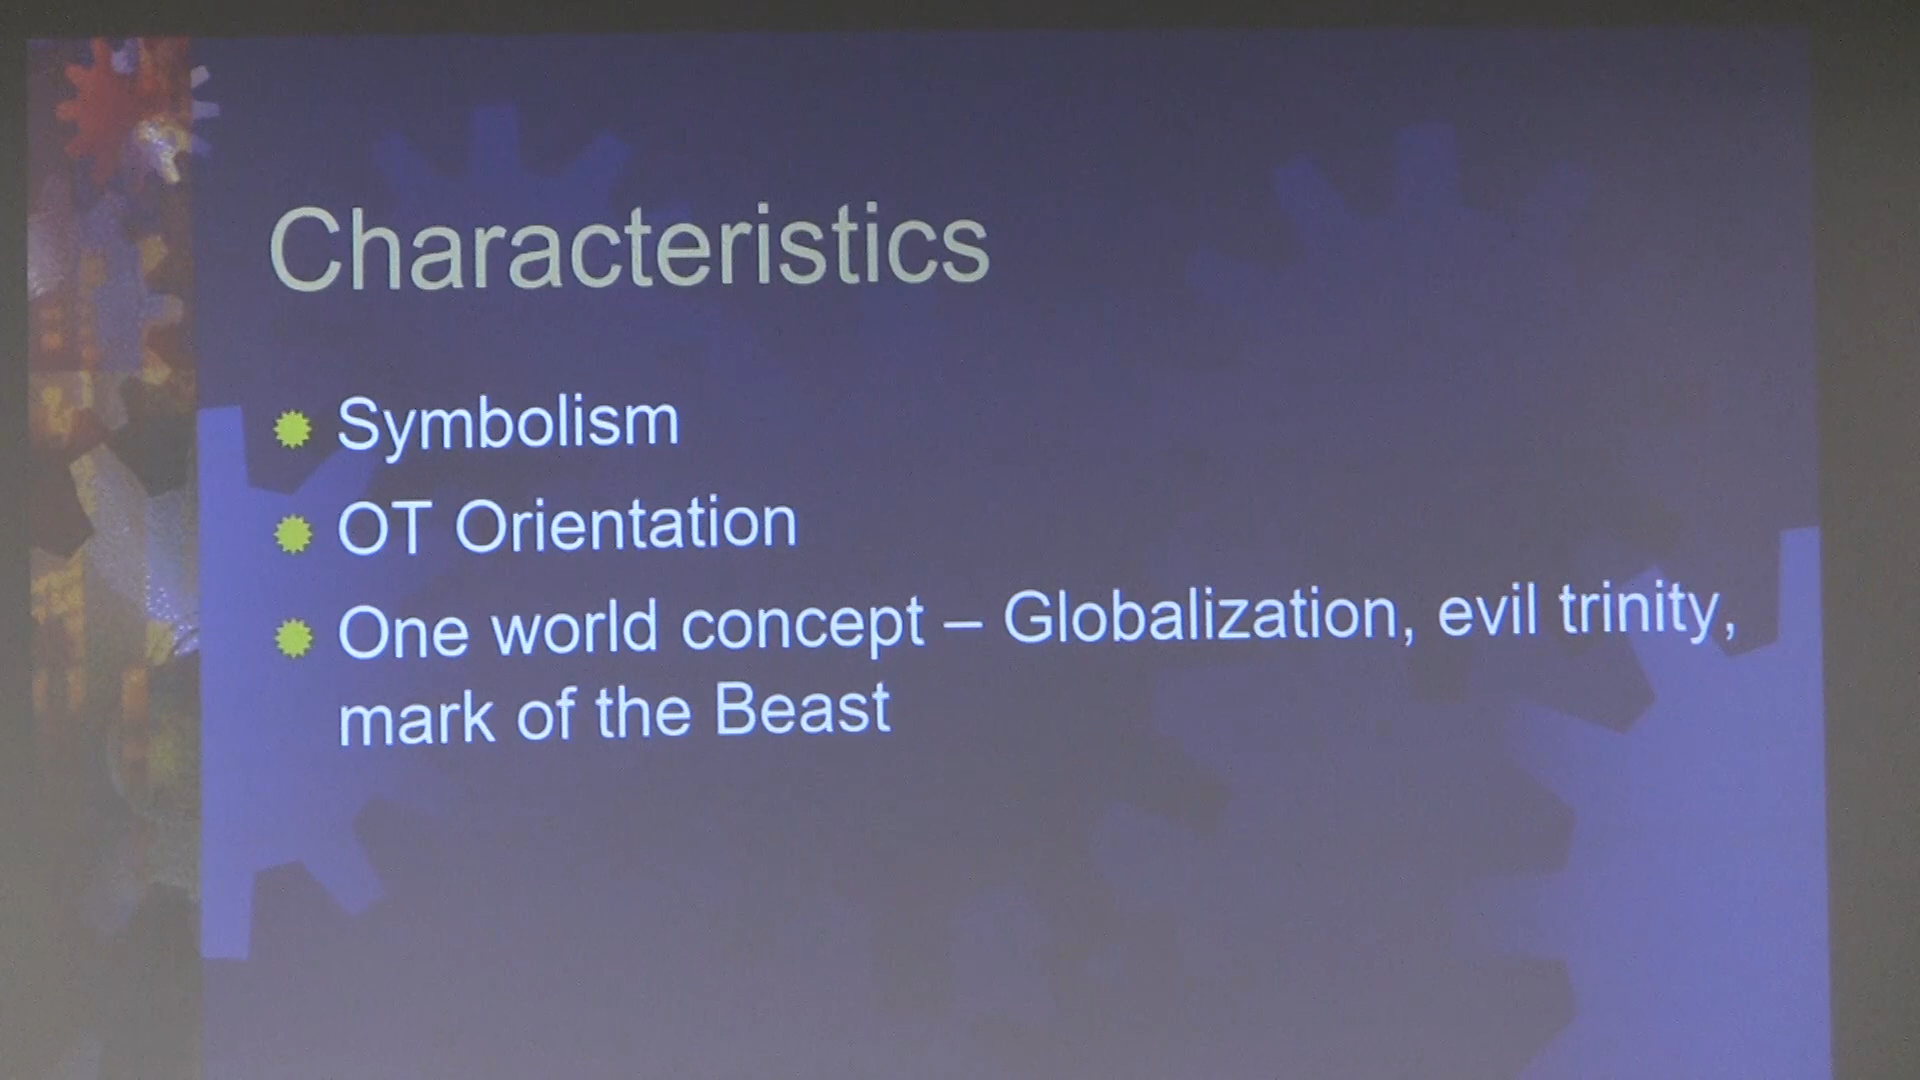 Characteristics
Symbolism
OT Orientation
One world concept – Globalization, evil trinity,
mark of the Beast